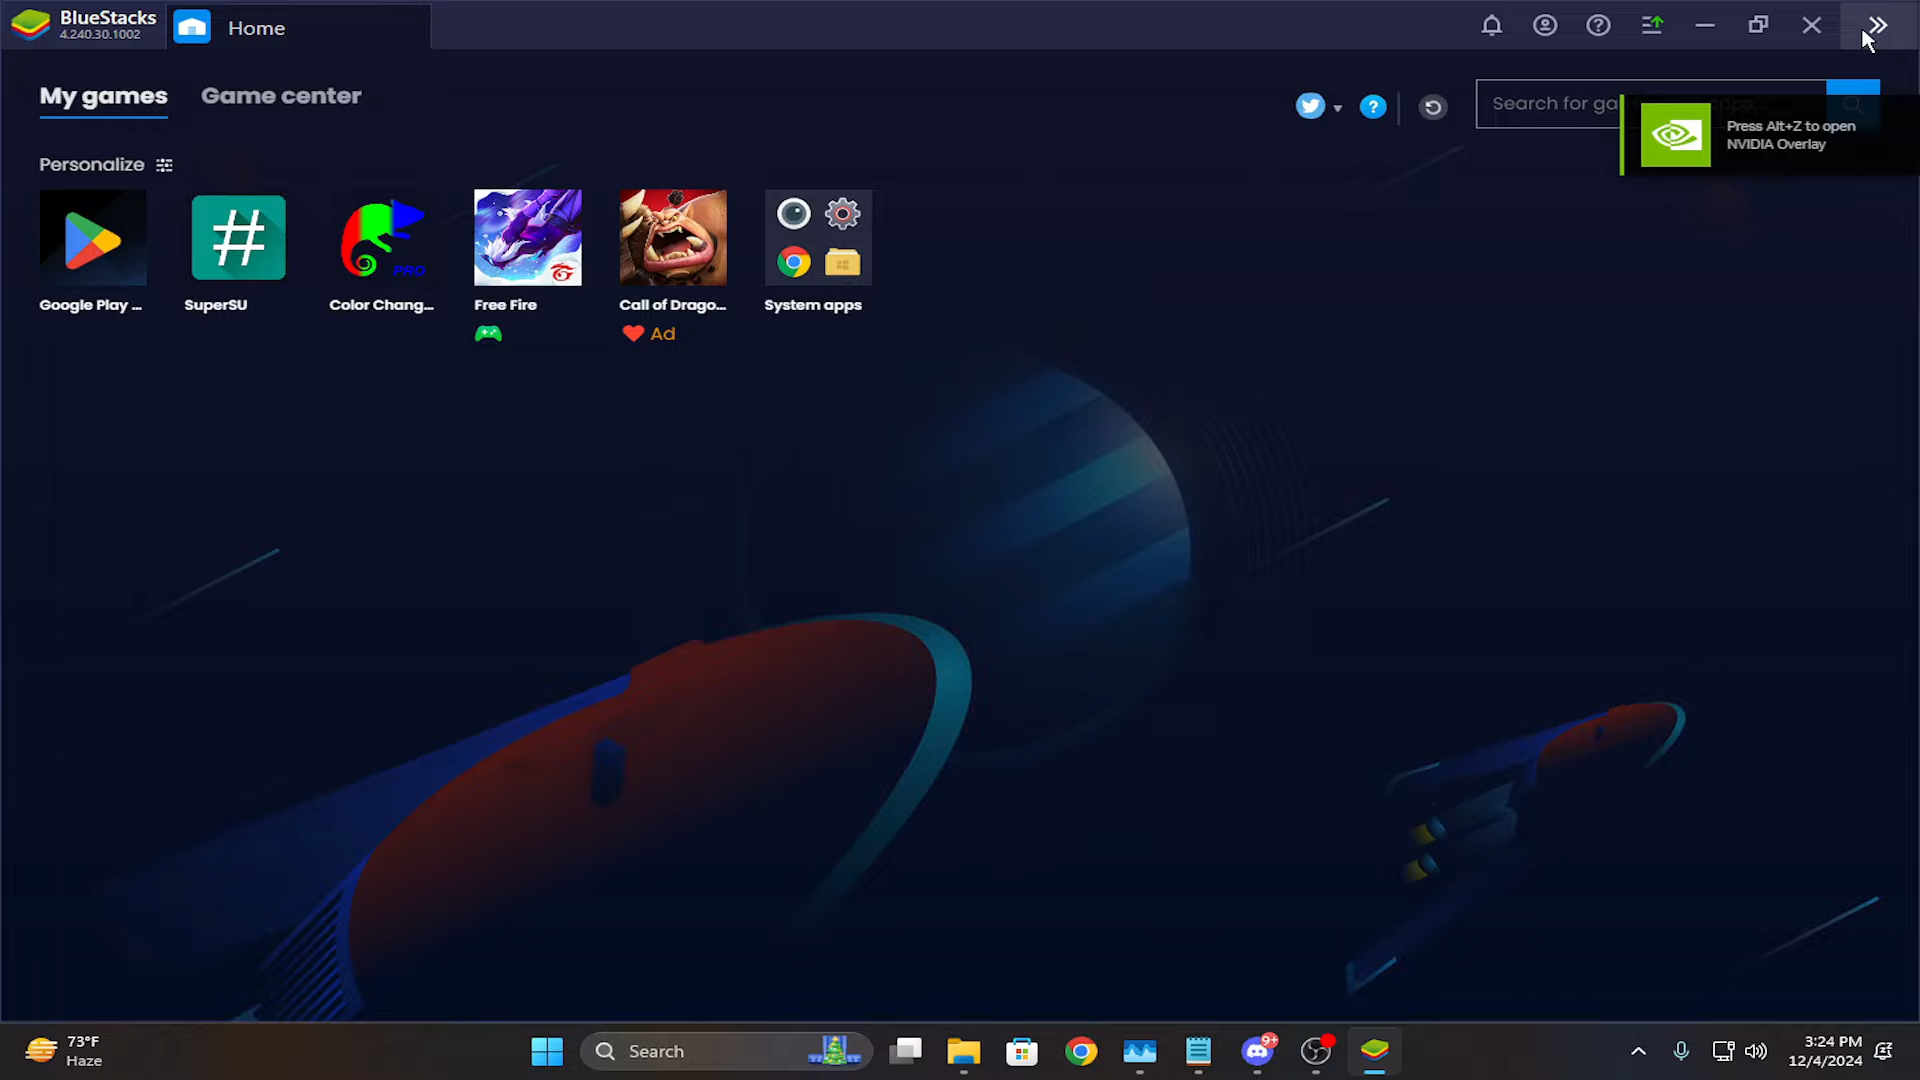 BlueStacks
4.240.30.1002
Home
My games
Game center
Search for ga
Press Alt+Z to open
NVIDIA Overlay
Personalize
PRO
Google Play ...
SuperSU
Color Chang...
Free Fire
Call of Drago...
System apps
Ad
73°F
Haze
Search
9+
3:24 PM
12/4/2024